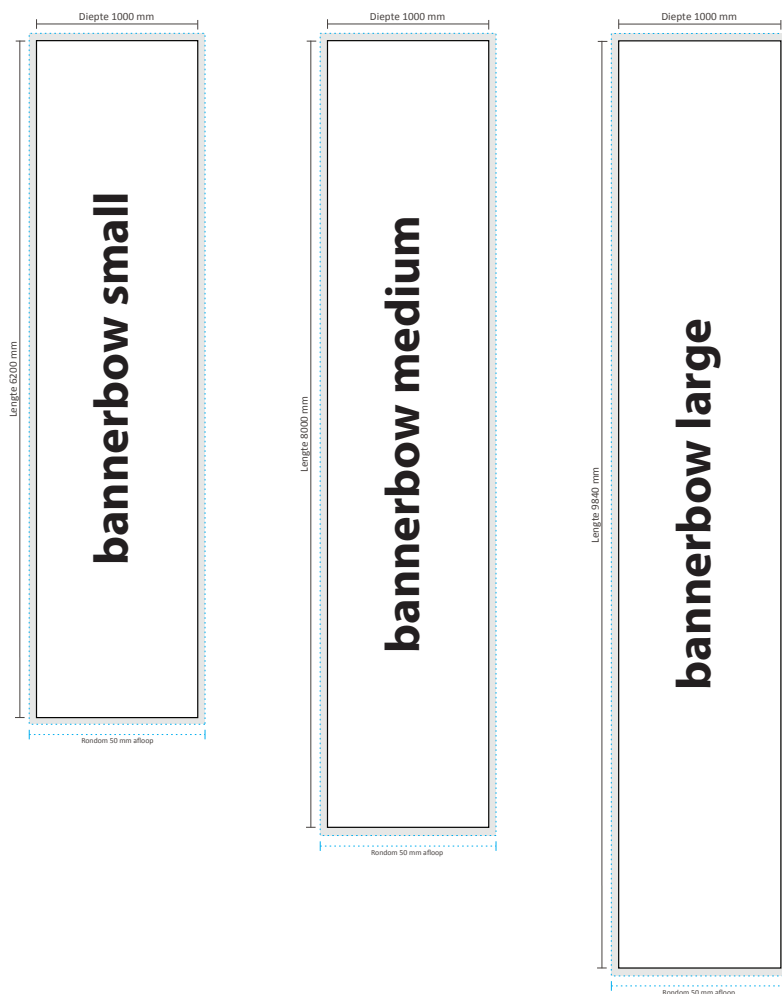 Diepte 1000 mm
Lengte 6200 mm
bannerbow small
Rondom 50 mm afloop
Diepte 1000 mm
Lengte 8000 mm
bannerbow medium
Rondom 50 mm afloop
Diepte 1000 mm
Lengte 9840 mm
bannerbow large
Rondom 50 mm afloop